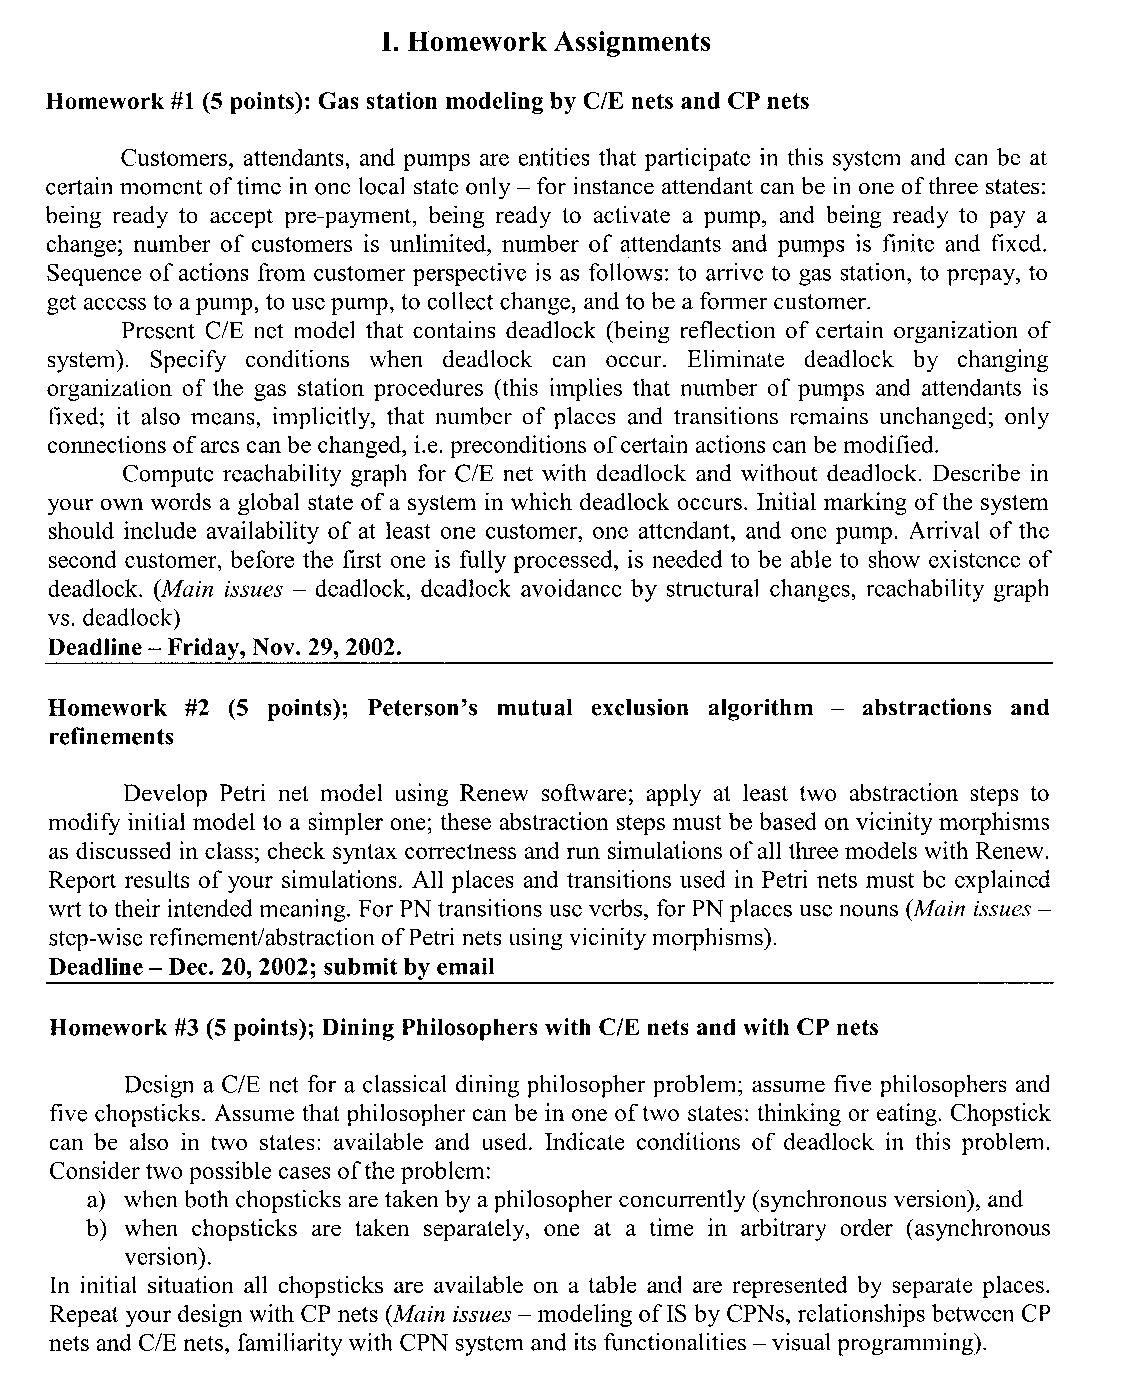 I. Homework Assignments
Homework #1 (5 points): Gas station modeling by C/E nets and CP nets
Customers, attendants, and pumps are entities that participate in this system and can be at
certain moment of time in one local state only – for instance attendant can be in one of three states:
being ready to accept pre-payment, being ready to activate a pump, and being ready to pay a
change; number of customers is unlimited, number of attendants and pumps is finite and fixed.
Sequence of actions from customer perspective is as follows: to arrive to gas station, to prepay, to
get access to a pump, to use pump, to collect change, and to be a former customer.
Present C/E net model that contains deadlock (being reflection of certain organization of
system). Specify conditions when deadlock can occur. Eliminate deadlock by changing
organization of the gas station procedures (this implies that number of pumps and attendants is
fixed; it also means, implicitly, that number of places and transitions remains unchanged; only
connections of arcs can be changed, i.e. preconditions of certain actions can be modified.
Compute reachability graph for C/E net with deadlock and without deadlock. Describe in
your own words a global state of a system in which deadlock occurs. Initial marking of the system
should include availability of at least one customer, one attendant, and one pump. Arrival of the
second customer, before the first one is fully processed, is needed to be able to show existence of
deadlock. (Main issues – deadlock, deadlock avoidance by structural changes, reachability graph
vs. deadlock)
Deadline – Friday, Nov. 29, 2002.
Homework #2 (5 points); Peterson's mutual exclusion algorithm – abstractions and
refinements
Develop Petri net model using Renew software; apply at least two abstraction steps to
modify initial model to a simpler one; these abstraction steps must be based on vicinity morphisms
as discussed in class; check syntax correctness and run simulations of all three models with Renew.
Report results of your simulations. All places and transitions used in Petri nets must be explained
wrt to their intended meaning. For PN transitions use verbs, for PN places use nouns (Main issues –
step-wise refinement/abstraction of Petri nets using vicinity morphisms).
Deadline – Dec. 20, 2002; submit by email
Homework #3 (5 points); Dining Philosophers with C/E nets and with CP nets
Design a C/E net for a classical dining philosopher problem; assume five philosophers and
five chopsticks. Assume that philosopher can be in one of two states: thinking or eating. Chopstick
can be also in two states: available and used. Indicate conditions of deadlock in this problem.
Consider two possible cases of the problem:
a) when both chopsticks are taken by a philosopher concurrently (synchronous version), and
b) when chopsticks are taken separately, one at a time in arbitrary order (asynchronous
version).
In initial situation all chopsticks are available on a table and are represented by separate places.
Repeat your design with CP nets (Main issues – modeling of IS by CPNs, relationships between CP
nets and C/E nets, familiarity with CPN system and its functionalities – visual programming).